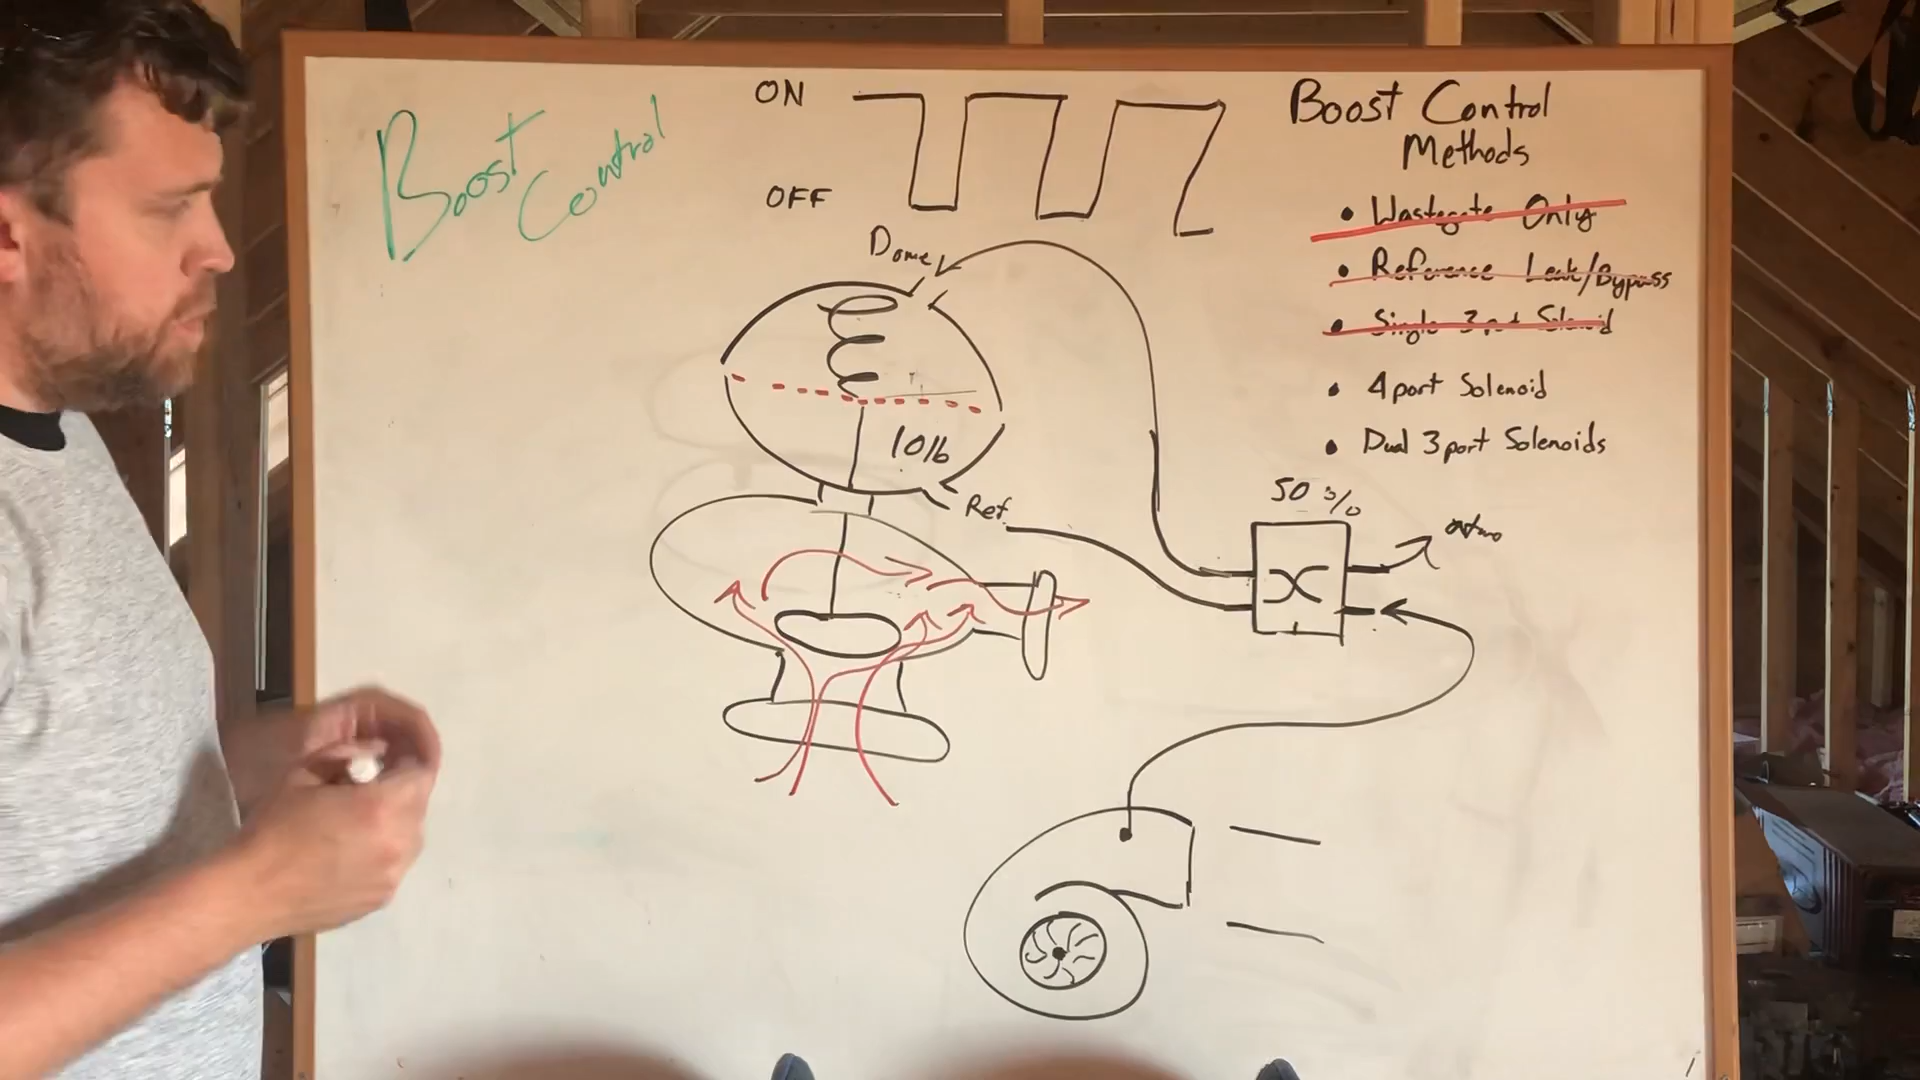 Boost
Control
ON
OFF
Dome
10lb
Ref
Boost Control
Methods
• Wastegate Only
• Reference Leak/Bypass
• Single 3 port Solenoid
• 4 port Solenoid
• Dual 3 port Solenoids
50 %
atmo